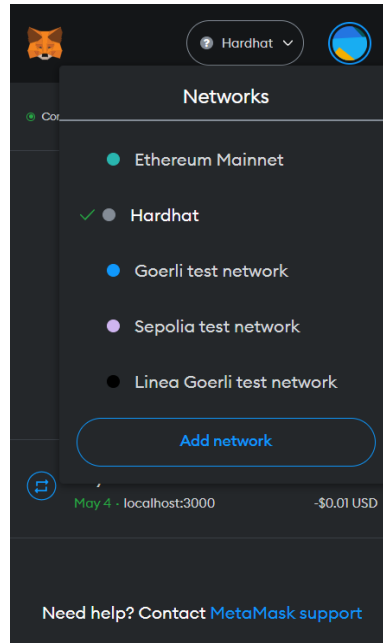 Hardhat
Networks
Ethereum Mainnet
Hardhat
Goerli test network
Sepolia test network
Linea Goerli test network
Add network
May 4 · localhost:3000 -$0.01 USD
Need help? Contact MetaMask support